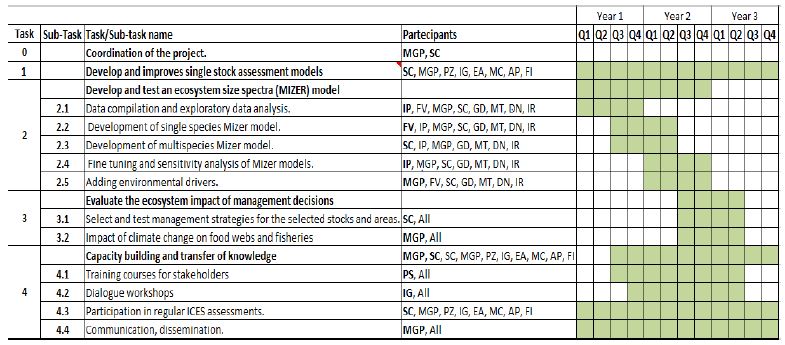 Year 1 Year 2 Year 3
Task Sub-Task Task/Sub-task name Partecipants Q1 Q2 Q3 Q4 Q1 Q2 Q3 Q4 Q1 Q2 Q3 Q4
0 Coordination of the project. MGP, SC
1 Develop and improves single stock assessment models SC, MGP, PZ, IG, EA, MC, AP, FI
2 Develop and test an ecosystem size spectra (MIZER) model
2.1 Data compilation and exploratory data analysis. IP, FV, MGP, SC, GD, MT, DN, IR
2.2 Development of single species Mizer model. FV, IP, MGP, SC, GD, MT, DN, IR
2.3 Development of multispecies Mizer model. SC, IP, MGP, GD, MT, DN, IR
2.4 Fine tuning and sensitivity analysis of Mizer models. IP, MGP, SC, GD, MT, DN, IR
2.5 Adding environmental drivers. MGP, FV, SC, GD, MT, DN, IR
3 Evaluate the ecosystem impact of management decisions
3.1 Select and test management strategies for the selected stocks and areas. SC, All
3.2 Impact of climate change on food webs and fisheries MGP, All
4 Capacity building and transfer of knowledge MGP, SC, SC, MGP, PZ, IG, EA, MC, AP, FI
4.1 Training courses for stakeholders PS, All
4.2 Dialogue workshops IG, All
4.3 Participation in regular ICES assessments. SC, MGP, PZ, IG, EA, MC, AP, FI
4.4 Communication, dissemination. MGP, All